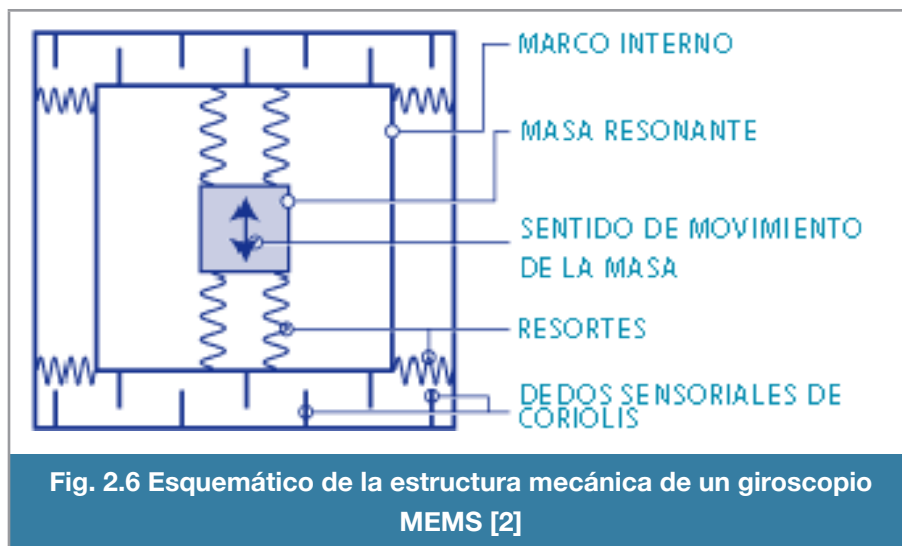 MARCO INTERNO
MASA RESONANTE
SENTIDO DE MOVIMIENTO
DE LA MASA
RESORTES
DEDOS SENSORIALES DE
CORIOLIS
Fig. 2.6 Esquemático de la estructura mecánica de un giroscopio
MEMS [2]